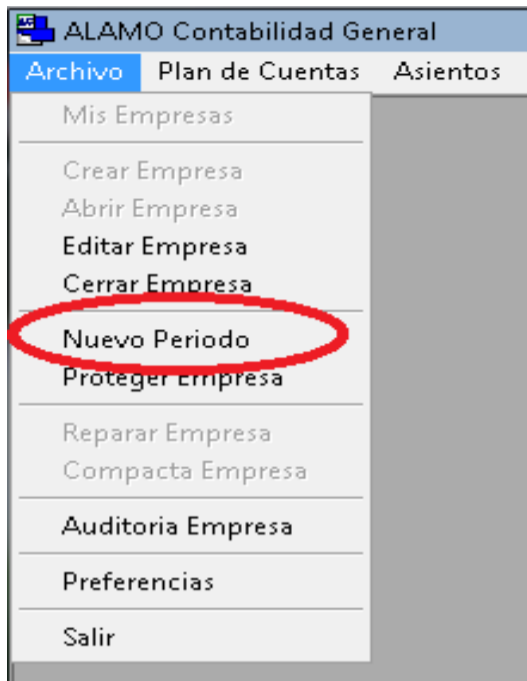 ALAMO Contabilidad General
Archivo Plan de Cuentas Asientos
Mis Empresas
Crear Empresa
Abrir Empresa
Editar Empresa
Cerrar Empresa
Nuevo Periodo
Proteger Empresa
Reparar Empresa
Compacta Empresa
Auditoria Empresa
Preferencias
Salir